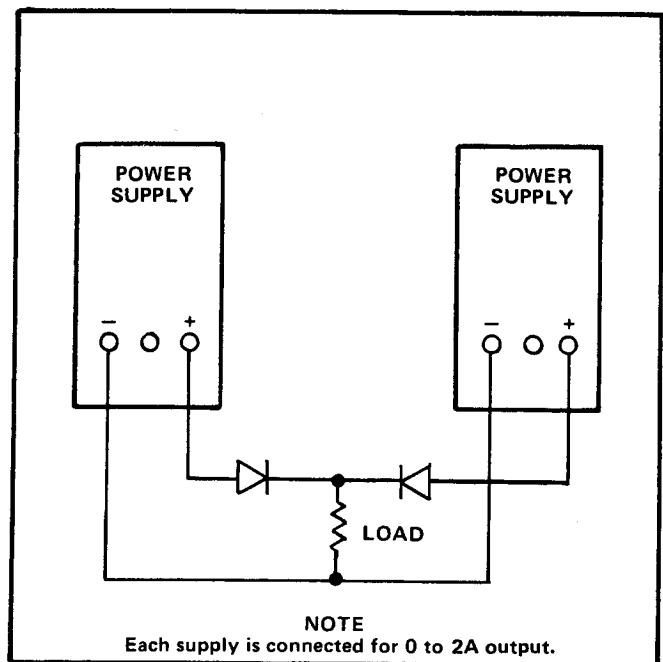 POWER
SUPPLY
POWER
SUPPLY
− +
− +
LOAD
NOTE
Each supply is connected for 0 to 2A output.